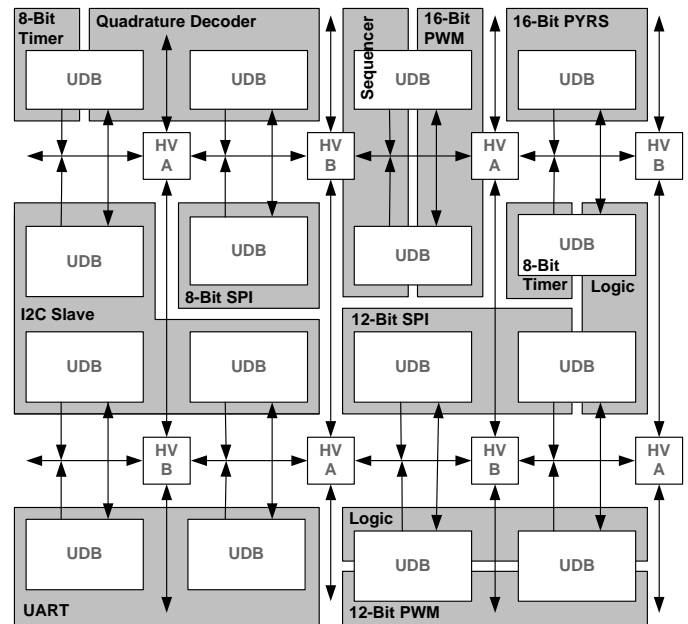 8-Bit
Timer
Quadrature Decoder
Sequencer
16-Bit
PWM
16-Bit PYRS
UDB
UDB
UDB
UDB
HV
A
HV
B
HV
A
HV
B
UDB
UDB
UDB
UDB
8-Bit SPI
8-Bit
Timer
Logic
I2C Slave
12-Bit SPI
UDB
UDB
UDB
UDB
HV
B
HV
A
HV
B
HV
A
Logic
UDB
UDB
UDB
UDB
UART
12-Bit PWM